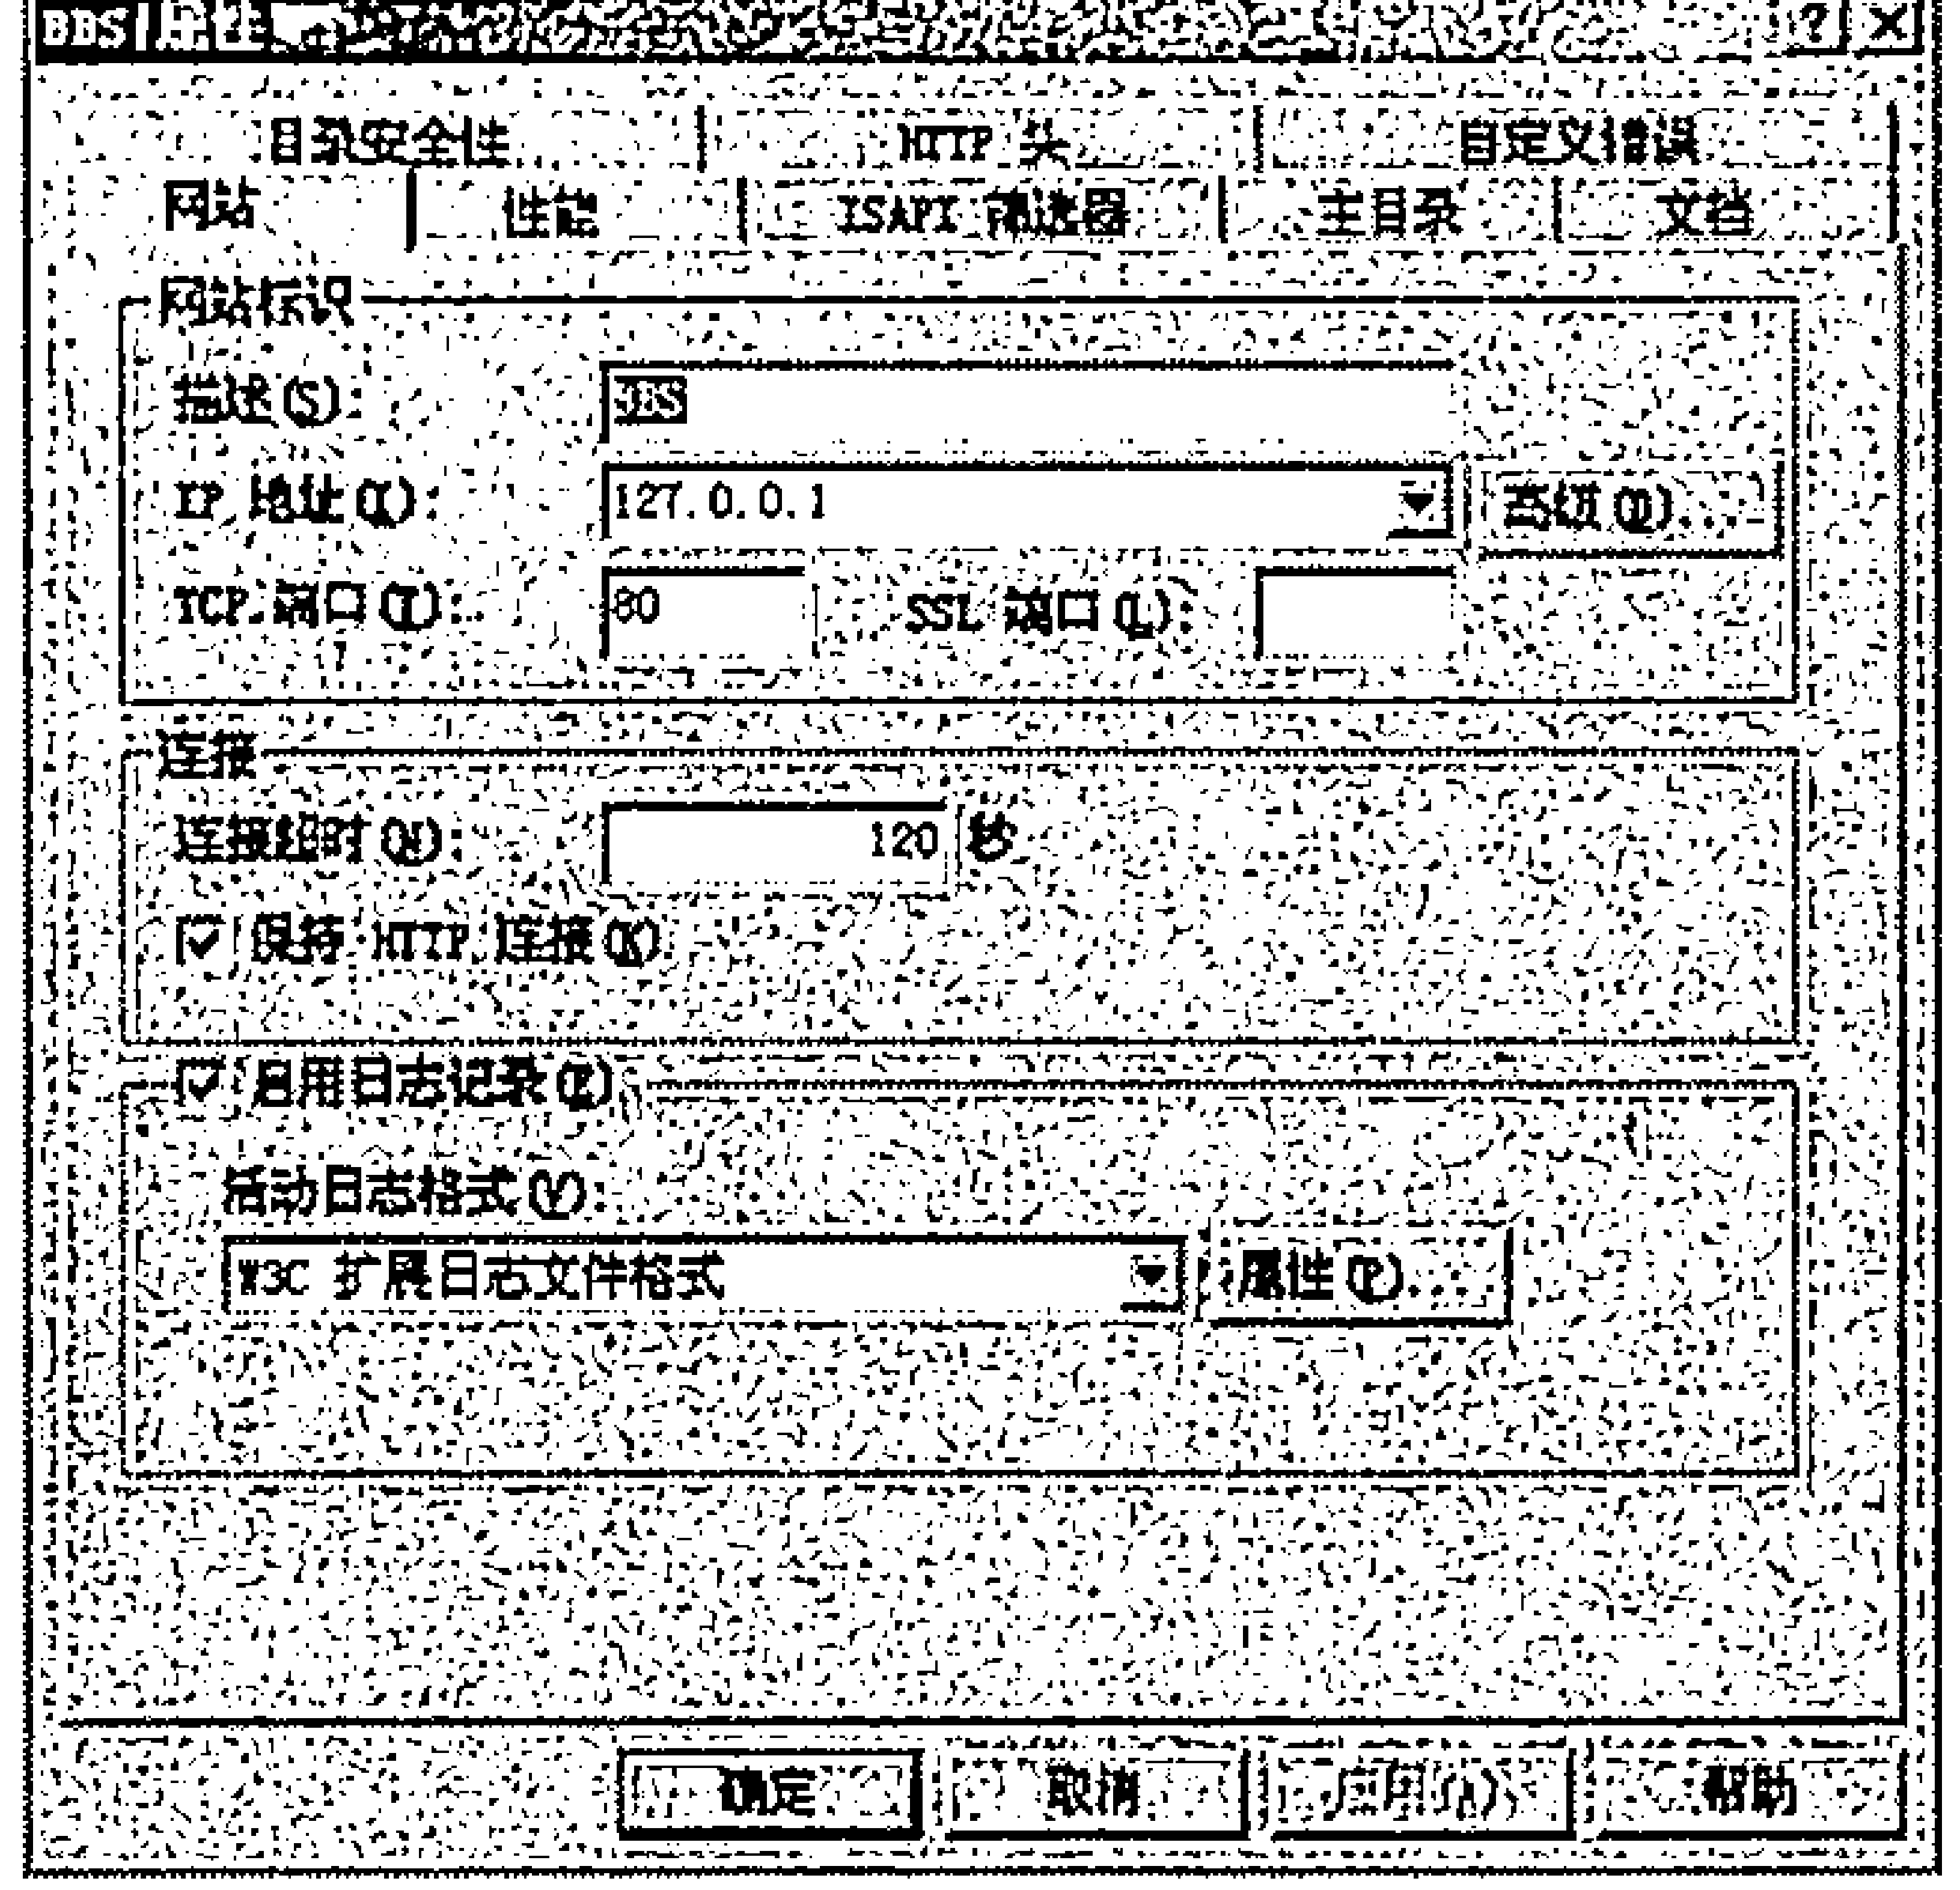 BBS 属性 ? ×
目录安全性 HTTP 头 自定义错误
网站 性能 ISAPI 筛选器 主目录 文档
网站标识
描述(S): BBS
IP 地址(I): 127.0.0.1 高级(D)...
TCP 端口(T): 80 SSL 端口(L):
连接
连接超时(N): 120 秒
保持 HTTP 连接(K)
启用日志记录(E)
活动日志格式(V):
W3C 扩展日志文件格式 属性(P)...
确定 取消 应用(A) 帮助